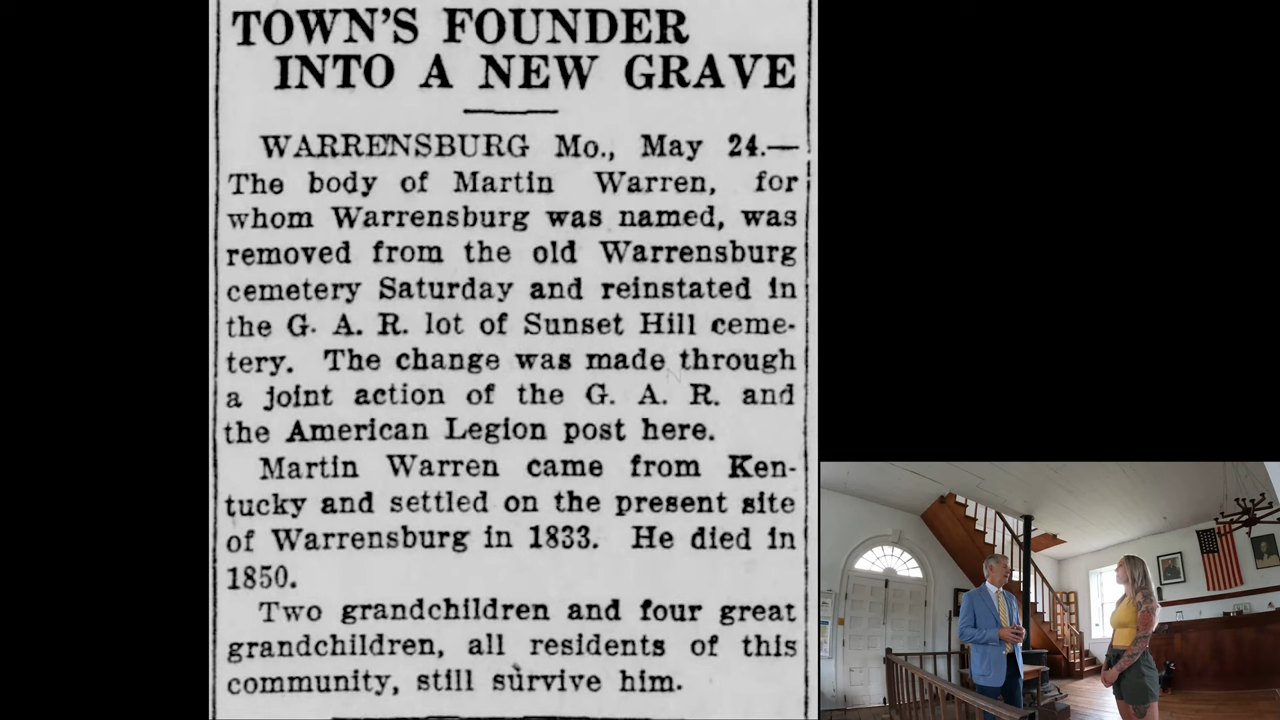 TOWN'S FOUNDER
INTO A NEW GRAVE
WARRENSBURG Mo., May 24.—
The body of Martin Warren, for
whom Warrensburg was named, was
removed from the old Warrensburg
cemetery Saturday and reinstated in
the G. A. R. lot of Sunset Hill ceme-
tery. The change was made through
a joint action of the G. A. R. and
the American Legion post here.
Martin Warren came from Ken-
tucky and settled on the present site
of Warrensburg in 1833. He died in
1850.
Two grandchildren and four great
grandchildren, all residents of this
community, still survive him.